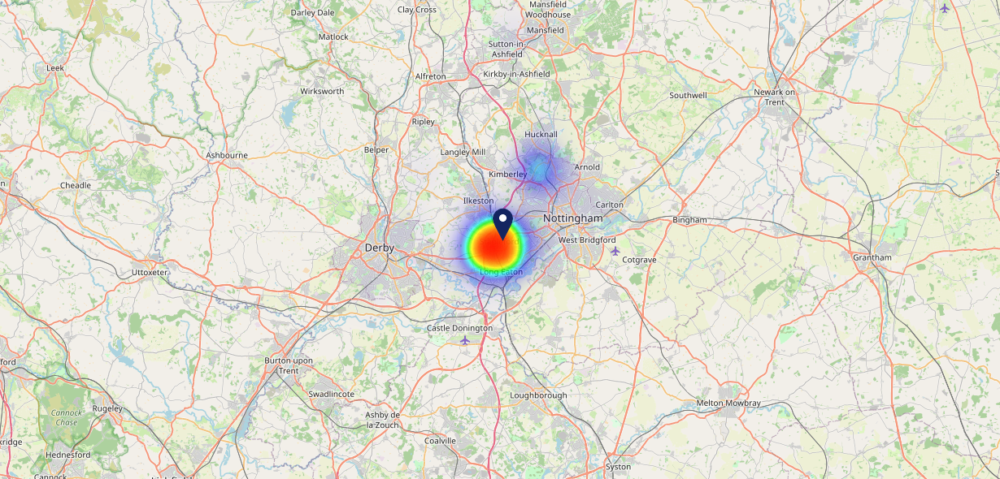 Darley Dale
Clay Cross
Mansfield
Woodhouse
Mansfield
Matlock
Sutton-in-
Ashfield
Leek
Alfreton
Kirkby-in-Ashfield
Wirksworth
Southwell
Newark on
Trent
Ripley
Hucknall
Belper
Langley Mill
Ashbourne
Arnold
Kimberley
Cheadle
Ilkeston
Carlton
Nottingham
Bingham
West Bridgford
Derby
Cotgrave
Grantham
Uttoxeter
Long Eaton
Castle Donington
Burton upon
Trent
Swadlincote
Loughborough
Melton Mowbray
Rugeley
Cannock
Chase
Ashby de
la Zouch
Coalville
Hednesford
Syston
Cannock